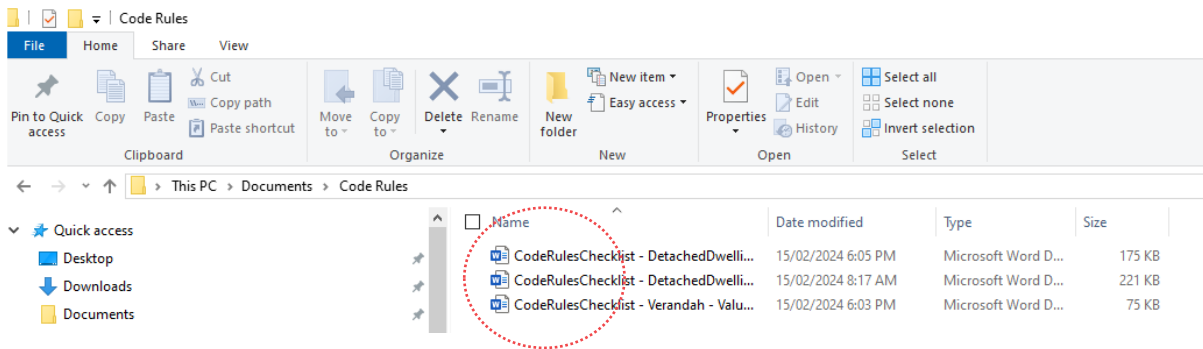 Code Rules
File Home Share View
Pin to Quick access
Copy
Paste
Cut
Copy path
Paste shortcut
Move to
Copy to
Delete
Rename
New folder
New item
Easy access
Properties
Open
Edit
History
Select all
Select none
Invert selection
Clipboard Organize New Open Select
This PC > Documents > Code Rules
Quick access
Desktop
Downloads
Documents
Name Date modified Type Size
CodeRulesChecklist - DetachedDwelli... 15/02/2024 6:05 PM Microsoft Word D... 175 KB
CodeRulesChecklist - DetachedDwelli... 15/02/2024 8:17 AM Microsoft Word D... 221 KB
CodeRulesChecklist - Verandah - Valu... 15/02/2024 6:03 PM Microsoft Word D... 75 KB